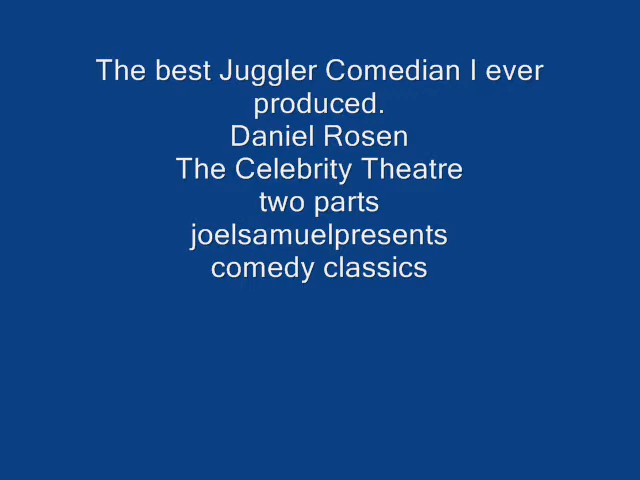 The best Juggler Comedian I ever
produced.
Daniel Rosen
The Celebrity Theatre
two parts
joelsamuelpresents
comedy classics